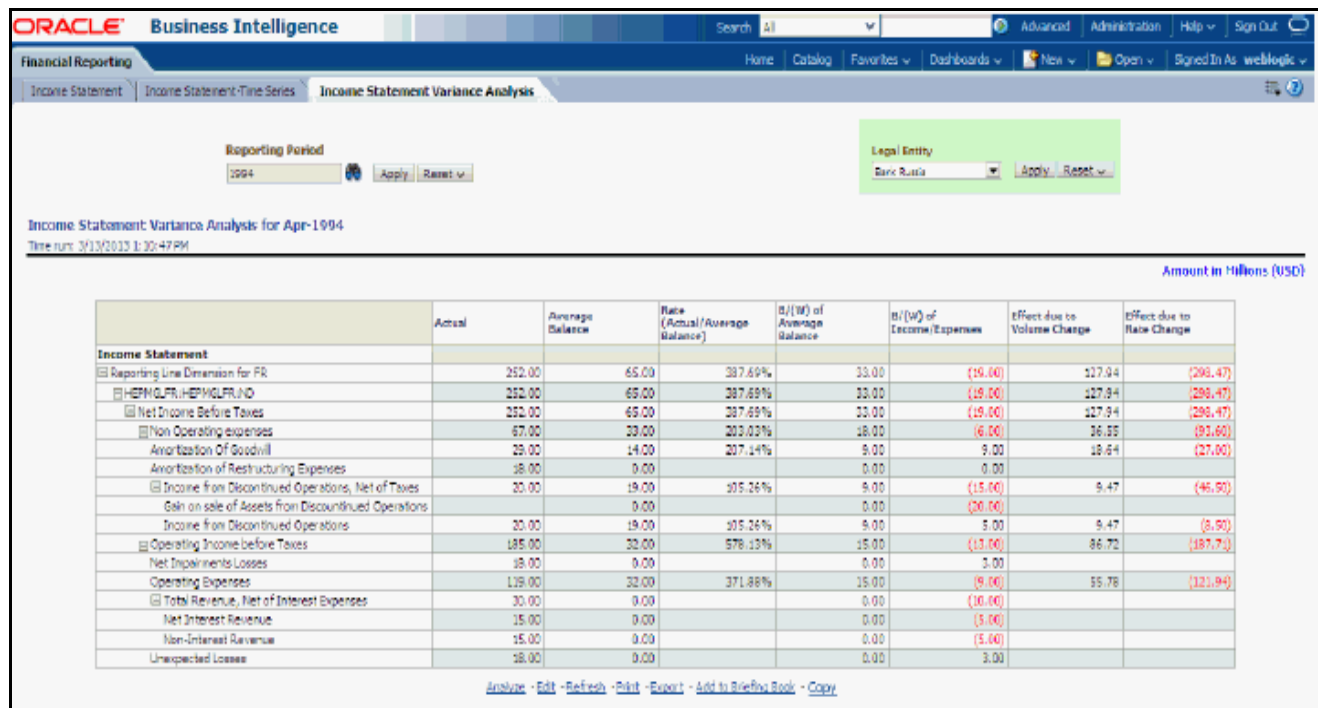 ORACLE Business Intelligence Search All Advanced Administration Help Sign Out
Financial Reporting Home Catalog Favorites Dashboards New Open Signed In As weblogic
Income Statement Income Statement-Time Series Income Statement Variance Analysis
Reporting Period
1994 Apply Reset
Legal Entity
Bank Russia Apply Reset
Income Statement Variance Analysis for Apr-1994
Time run: 3/13/2013 1:10:47 PM
Amount in Millions (USD)
Actual Average Balance Rate (Actual/Average Balance) B/(W) of Average Balance B/(W) of Income/Expenses Effect due to Volume Change Effect due to Rate Change
Income Statement
Reporting Line Dimension for FR 252.00 65.00 387.69% 33.00 (19.00) 127.94 (298.47)
252.00 65.00 387.69% 33.00 (19.00) 127.94 (298.47)
Net Income Before Taxes 252.00 65.00 387.69% 33.00 (19.00) 127.94 (298.47)
Non Operating expenses 67.00 33.00 203.03% 18.00 (6.00) 36.55 (93.60)
Amortization Of Goodwill 29.00 14.00 207.14% 9.00 9.00 18.64 (27.00)
Amortization of Restructuring Expenses 18.00 0.00 0.00 0.00
Income from Discontinued Operations, Net of Taxes 20.00 19.00 105.26% 9.00 (15.00) 9.47 (46.50)
Gain on sale of Assets from Discountinued Operations 0.00 0.00 (20.00)
Income from Discontinued Operations 20.00 19.00 105.26% 9.00 5.00 9.47 (8.50)
Operating Income before Taxes 185.00 32.00 578.13% 15.00 (13.00) 86.72 (187.71)
Net Impairments Losses 18.00 0.00 0.00 3.00
Operating Expenses 119.00 32.00 371.88% 15.00 (9.00) 55.78 (121.94)
Total Revenue, Net of Interest Expenses 30.00 0.00 0.00 (10.00)
Net Interest Revenue 15.00 0.00 0.00 (5.00)
Non-Interest Revenue 15.00 0.00 0.00 (5.00)
Unexpected Losses 18.00 0.00 0.00 3.00
Analyze - Edit - Refresh - Print - Export - Add to Briefing Book - Copy